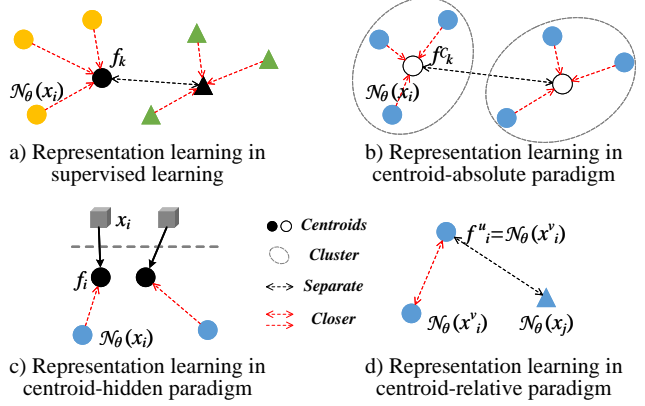 f_k
𝒩_θ(x_i)
a) Representation learning in
supervised learning
f^C_k
𝒩_θ(x_i)
b) Representation learning in
centroid-absolute paradigm
x_i
f_i
𝒩_θ(x_i)
c) Representation learning in
centroid-hidden paradigm
Centroids
Cluster
Separate
Closer
f^u_i=𝒩_θ(x^v_i)
𝒩_θ(x^v_i)
𝒩_θ(x_j)
d) Representation learning in
centroid-relative paradigm